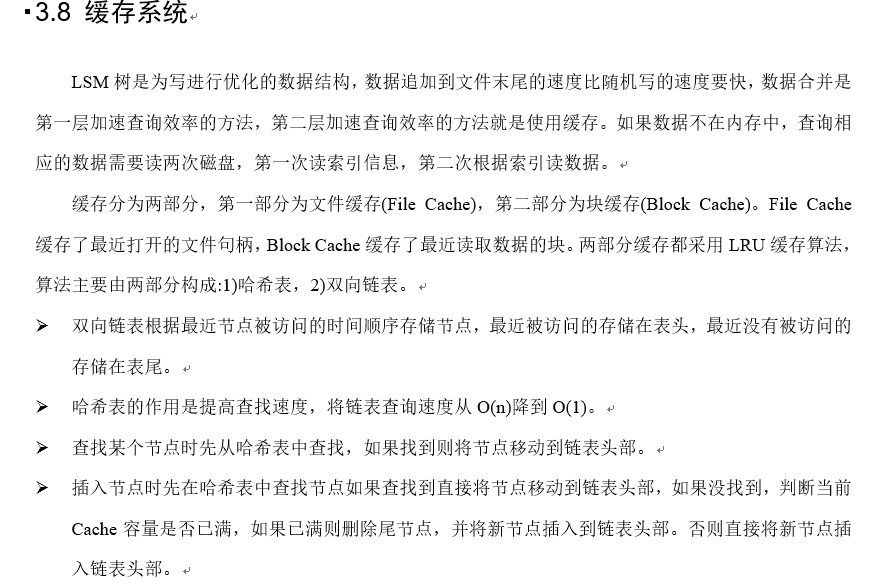 3.8 缓存系统
LSM 树是为写进行优化的数据结构，数据追加到文件末尾的速度比随机写的速度要快，数据合并是
第一层加速查询效率的方法，第二层加速查询效率的方法就是使用缓存。如果数据不在内存中，查询相
应的数据需要读两次磁盘，第一次读索引信息，第二次根据索引读数据。
缓存分为两部分，第一部分为文件缓存(File Cache)，第二部分为块缓存(Block Cache)。File Cache
缓存了最近打开的文件句柄，Block Cache 缓存了最近读取数据的块。两部分缓存都采用 LRU 缓存算法，
算法主要由两部分构成:1)哈希表，2)双向链表。
➢ 双向链表根据最近节点被访问的时间顺序存储节点，最近被访问的存储在表头，最近没有被访问的
存储在表尾。
➢ 哈希表的作用是提高查找速度，将链表查询速度从 O(n)降到 O(1)。
➢ 查找某个节点时先从哈希表中查找，如果找到则将节点移动到链表头部。
➢ 插入节点时先在哈希表中查找节点如果查找到直接将节点移动到链表头部，如果没找到，判断当前
Cache 容量是否已满，如果已满则删除尾节点，并将新节点插入到链表头部。否则直接将新节点插
入链表头部。